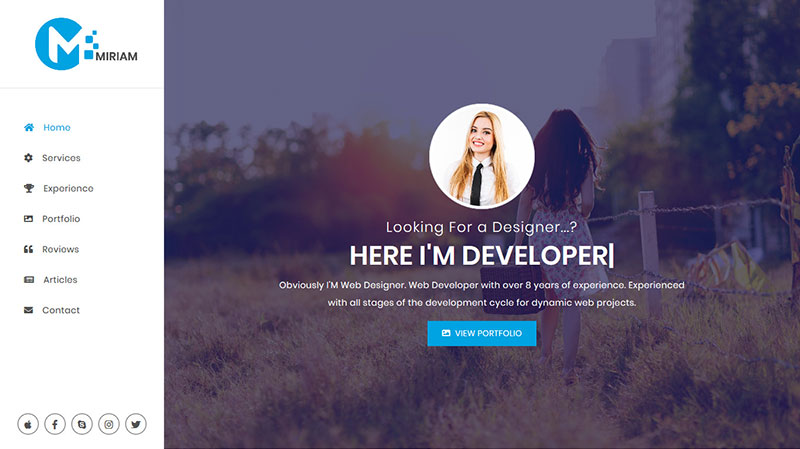 M
MIRIAM
Home
Services
Experience
Portfolio
Reviews
Articles
Contact
Looking For a Designer...?
HERE I'M DEVELOPER|
Obviously I'M Web Designer. Web Developer with over 8 years of experience. Experienced
with all stages of the development cycle for dynamic web projects.
VIEW PORTFOLIO